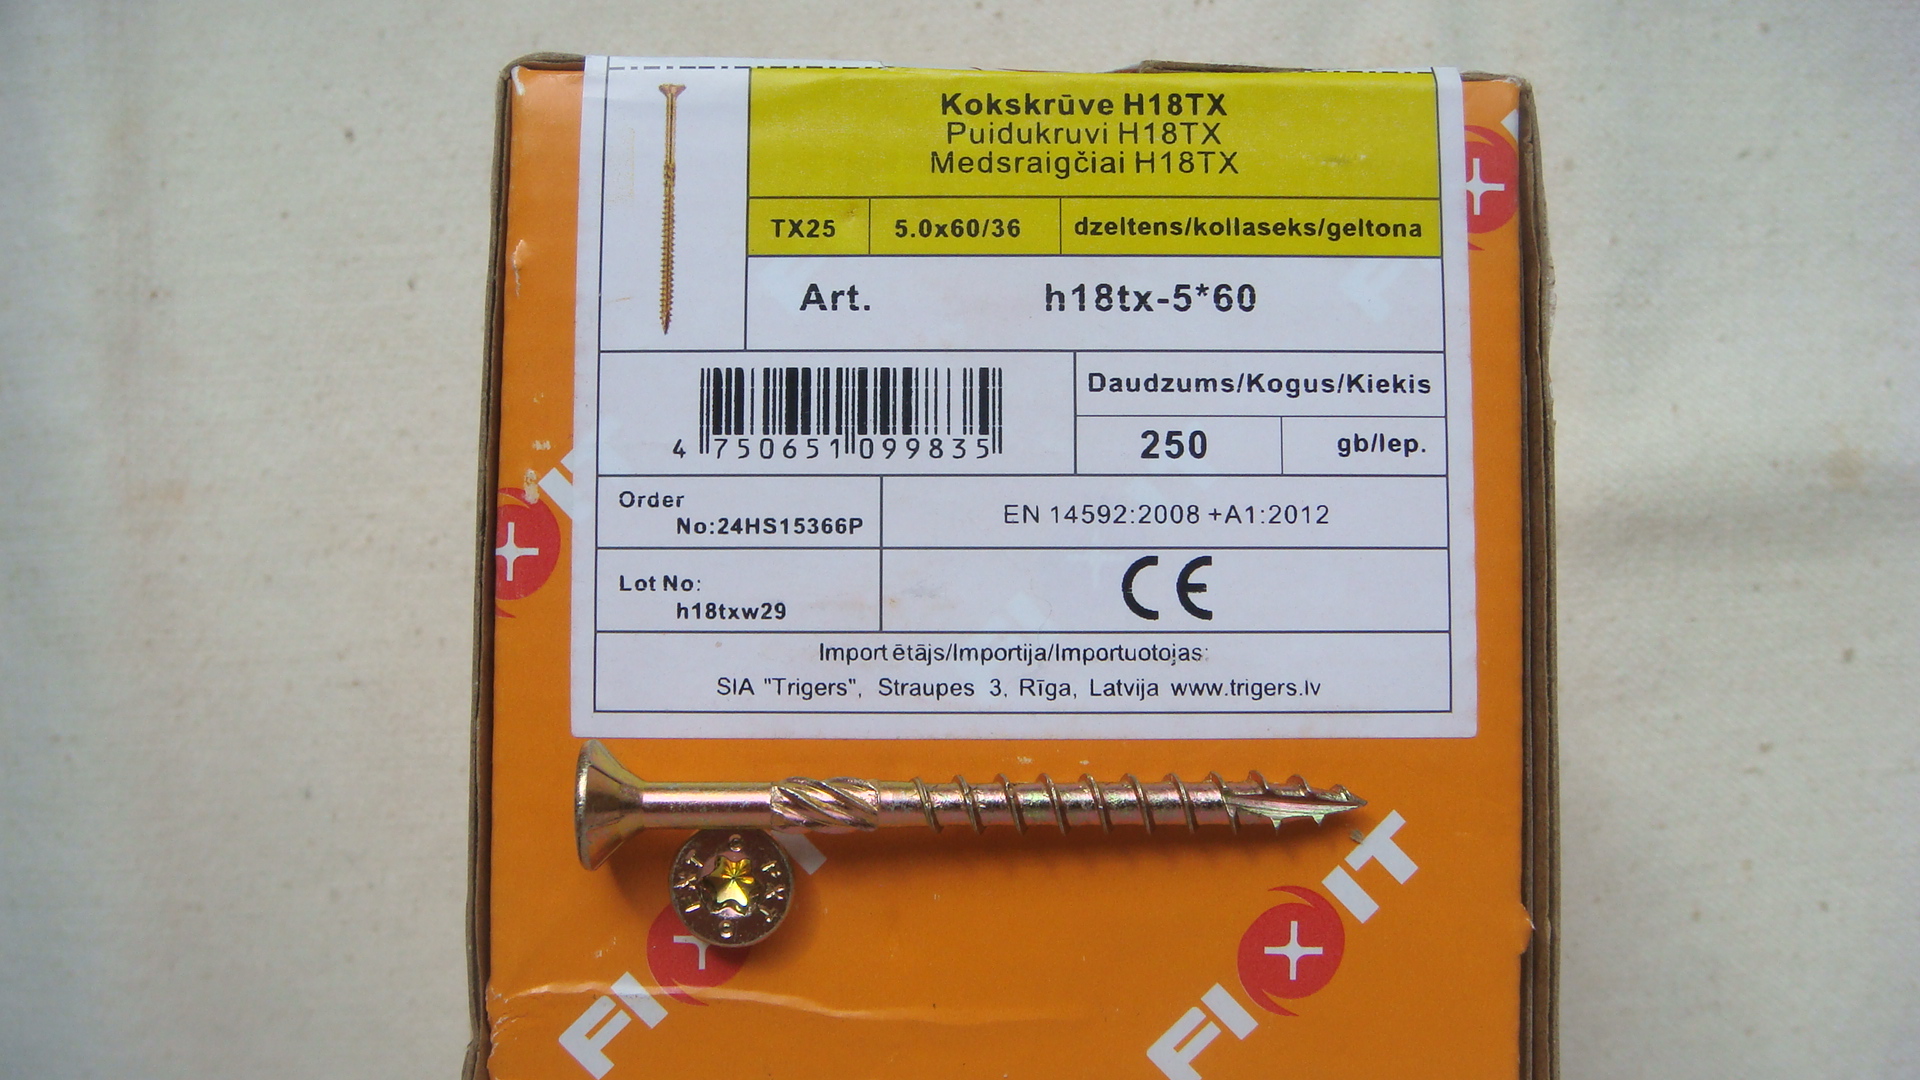 Kokskrūve H18TX
Puidukruvi H18TX
Medsraigčiai H18TX
TX25 5.0x60/36 dzeltens/kollaseks/geltona
Art. h18tx-5*60
Daudzums/Kogus/Kiekis
4 750651 099835
250 gb/lep.
Order
No:24HS15366P
EN 14592:2008 +A1:2012
Lot No:
h18txw29
CE
Importētājs/Importija/Importuotojas:
SIA "Trigers", Straupes 3, Rīga, Latvija www.trigers.lv
FIXIT
FIXIT